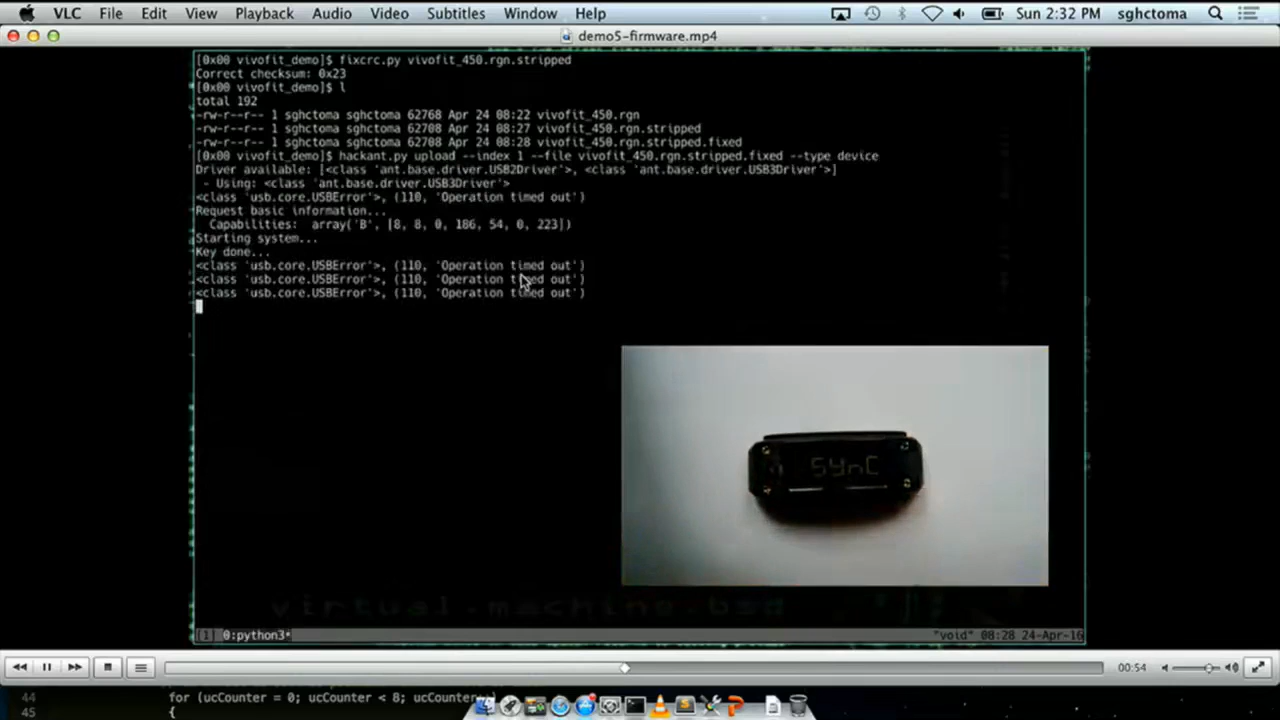 VLC File Edit View Playback Audio Video Subtitles Window Help Sun 2:32 PM sghctoma
demo5-firmware.mp4
[0x00 vivofit_demo]$ fixcrc.py vivofit_450.rgn.stripped
Correct checksum: 0x23
[0x00 vivofit_demo]$ l
total 192
-rw-r--r-- 1 sghctoma sghctoma 62768 Apr 24 08:22 vivofit_450.rgn
-rw-r--r-- 1 sghctoma sghctoma 62708 Apr 24 08:27 vivofit_450.rgn.stripped
-rw-r--r-- 1 sghctoma sghctoma 62708 Apr 24 08:28 vivofit_450.rgn.stripped.fixed
[0x00 vivofit_demo]$ hackant.py upload --index 1 --file vivofit_450.rgn.stripped.fixed --type device
Driver available: [<class 'ant.base.driver.USB2Driver'>, <class 'ant.base.driver.USB3Driver'>]
- Using: <class 'ant.base.driver.USB3Driver'>
<class 'usb.core.USBError'>, (110, 'Operation timed out')
Request basic information...
Capabilities: array('B', [8, 8, 0, 186, 54, 0, 223])
Starting system...
Key done...
<class 'usb.core.USBError'>, (110, 'Operation timed out')
<class 'usb.core.USBError'>, (110, 'Operation timed out')
<class 'usb.core.USBError'>, (110, 'Operation timed out')
SYnC
virtual-machine.bsd
[1] 0:python3* "void" 08:28 24-Apr-16
00:54
44 for (ucCounter = 0; ucCounter < 8; ucCounter++)
45 {